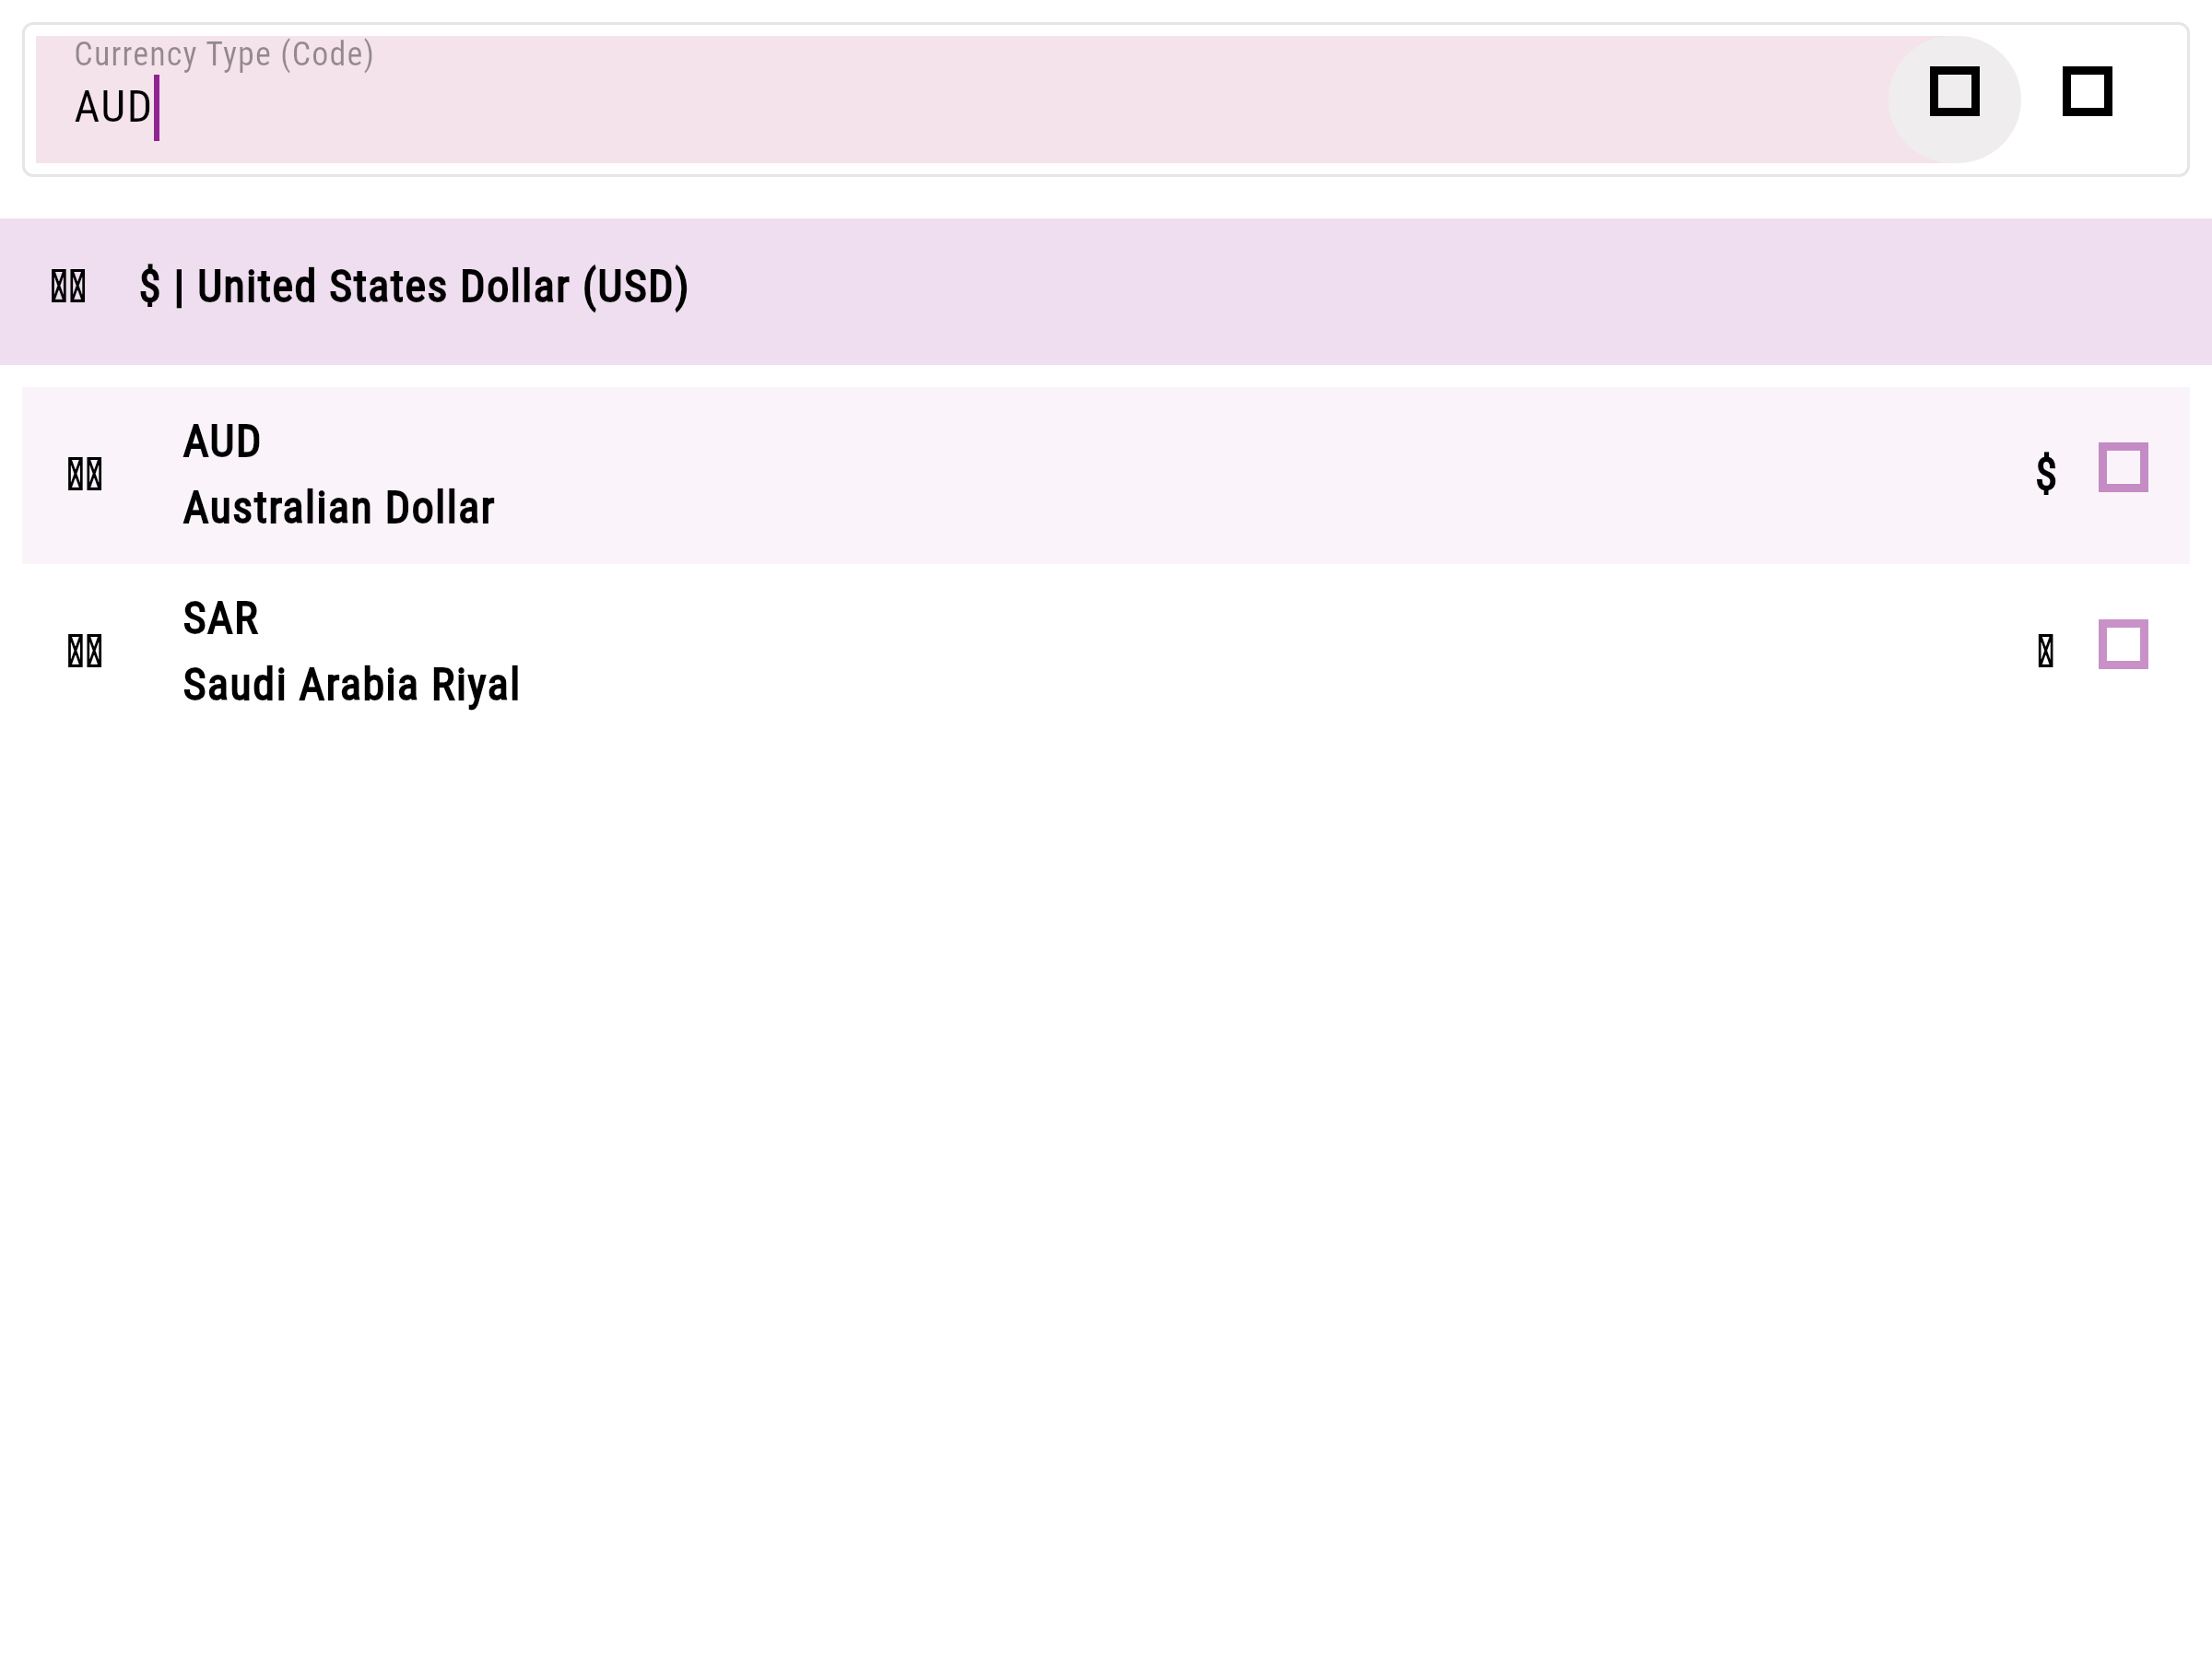 Currency Type (Code)
AUD
$ | United States Dollar (USD)
AUD
Australian Dollar
$
SAR
Saudi Arabia Riyal